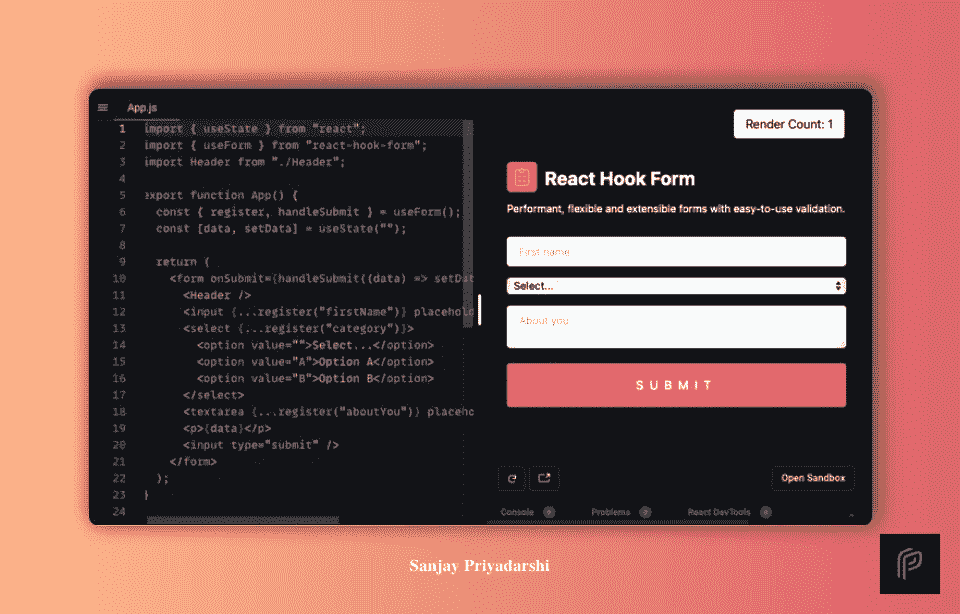 App.js
1 import { useState } from "react";
2 import { useForm } from "react-hook-form";
3 import Header from "./Header";
4
5 export function App() {
6 const { register, handleSubmit } = useForm();
7 const [data, setData] = useState("");
8
9 return (
10 <form onSubmit={handleSubmit((data) => setDat
11 <Header />
12 <input {...register("firstName")} placehold
13 <select {...register("category")}>
14 <option value="">Select...</option>
15 <option value="A">Option A</option>
16 <option value="B">Option B</option>
17 </select>
18 <textarea {...register("aboutYou")} placeho
19 <p>{data}</p>
20 <input type="submit" />
21 </form>
22 );
23 }
24
Render Count: 1
React Hook Form
Performant, flexible and extensible forms with easy-to-use validation.
First name
Select...
About you
SUBMIT
Open Sandbox
Console 0 Problems 0 React DevTools 0
Sanjay Priyadarshi